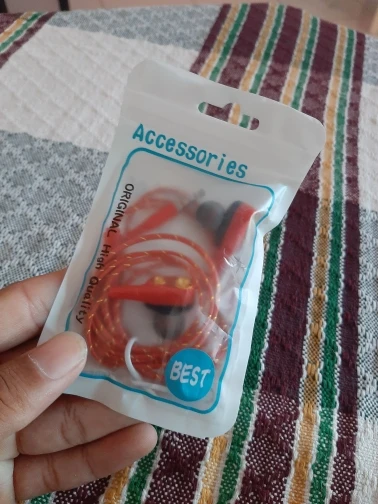 Accessories
ORIGINAL High Quality
BEST